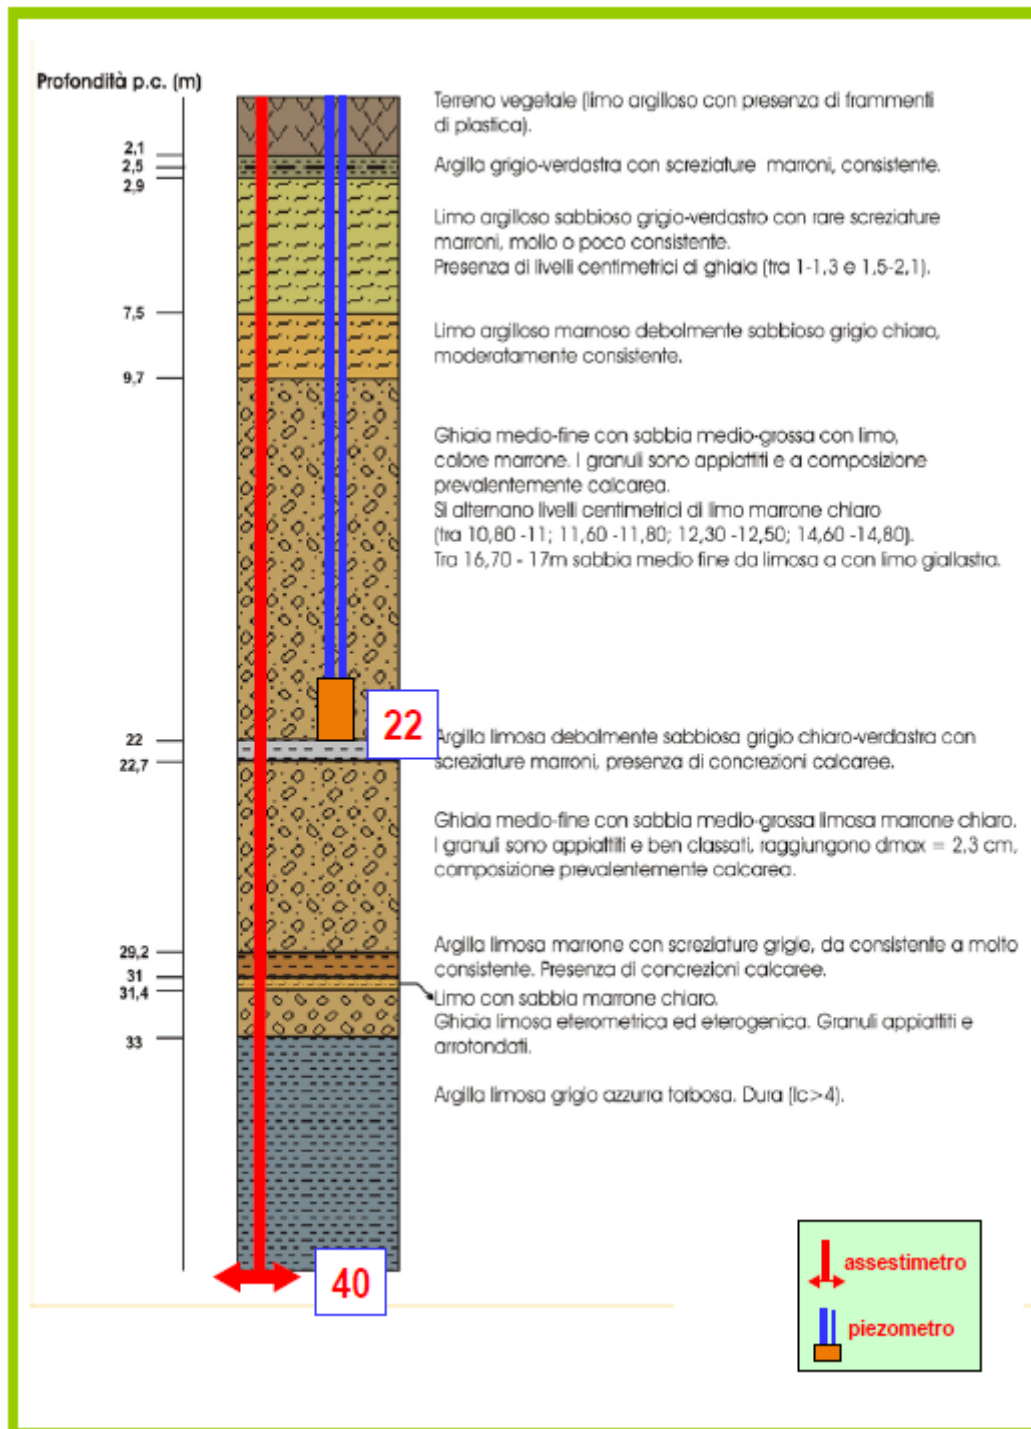 Profondità p.c. (m)
Terreno vegetale (limo argilloso con presenza di frammenti
di plastica).
2,1
2,5
2,9
Argilla grigio-verdastra con screziature marroni, consistente.
Limo argilloso sabbioso grigio-verdastro con rare screziature
marroni, mollo o poco consistente.
Presenza di livelli centimetrici di ghiaia (tra 1-1,3 e 1,5-2,1).
7,5
Limo argilloso marnoso debolmente sabbioso grigio chiaro,
moderatamente consistente.
9,7
Ghiaia medio-fine con sabbia medio-grossa con limo,
colore marrone. I granuli sono appiattiti e a composizione
prevalentemente calcarea.
Si alternano livelli centimetrici di limo marrone chiaro
(tra 10,80 -11; 11,60 -11,80; 12,30 -12,50; 14,60 -14,80).
Tra 16,70 - 17m sabbia medio fine da limosa a con limo giallastra.
22
22
22,7
Argilla limosa debolmente sabbiosa grigio chiaro-verdastra con
screziature marroni, presenza di concrezioni calcaree.
Ghiaia medio-fine con sabbia medio-grossa limosa marrone chiaro.
I granuli sono appiattiti e ben classati, raggiungono dmax = 2,3 cm,
composizione prevalentemente calcarea.
29,2
31
31,4
33
Argilla limosa marrone con screziature grigie, da consistente a molto
consistente. Presenza di concrezioni calcaree.
Limo con sabbia marrone chiaro.
Ghiaia limosa eterometrica ed eterogenica. Granuli appiattiti e
arrotondati.
Argilla limosa grigio azzurra torbosa. Dura (Ic>4).
40
assestimetro
piezometro